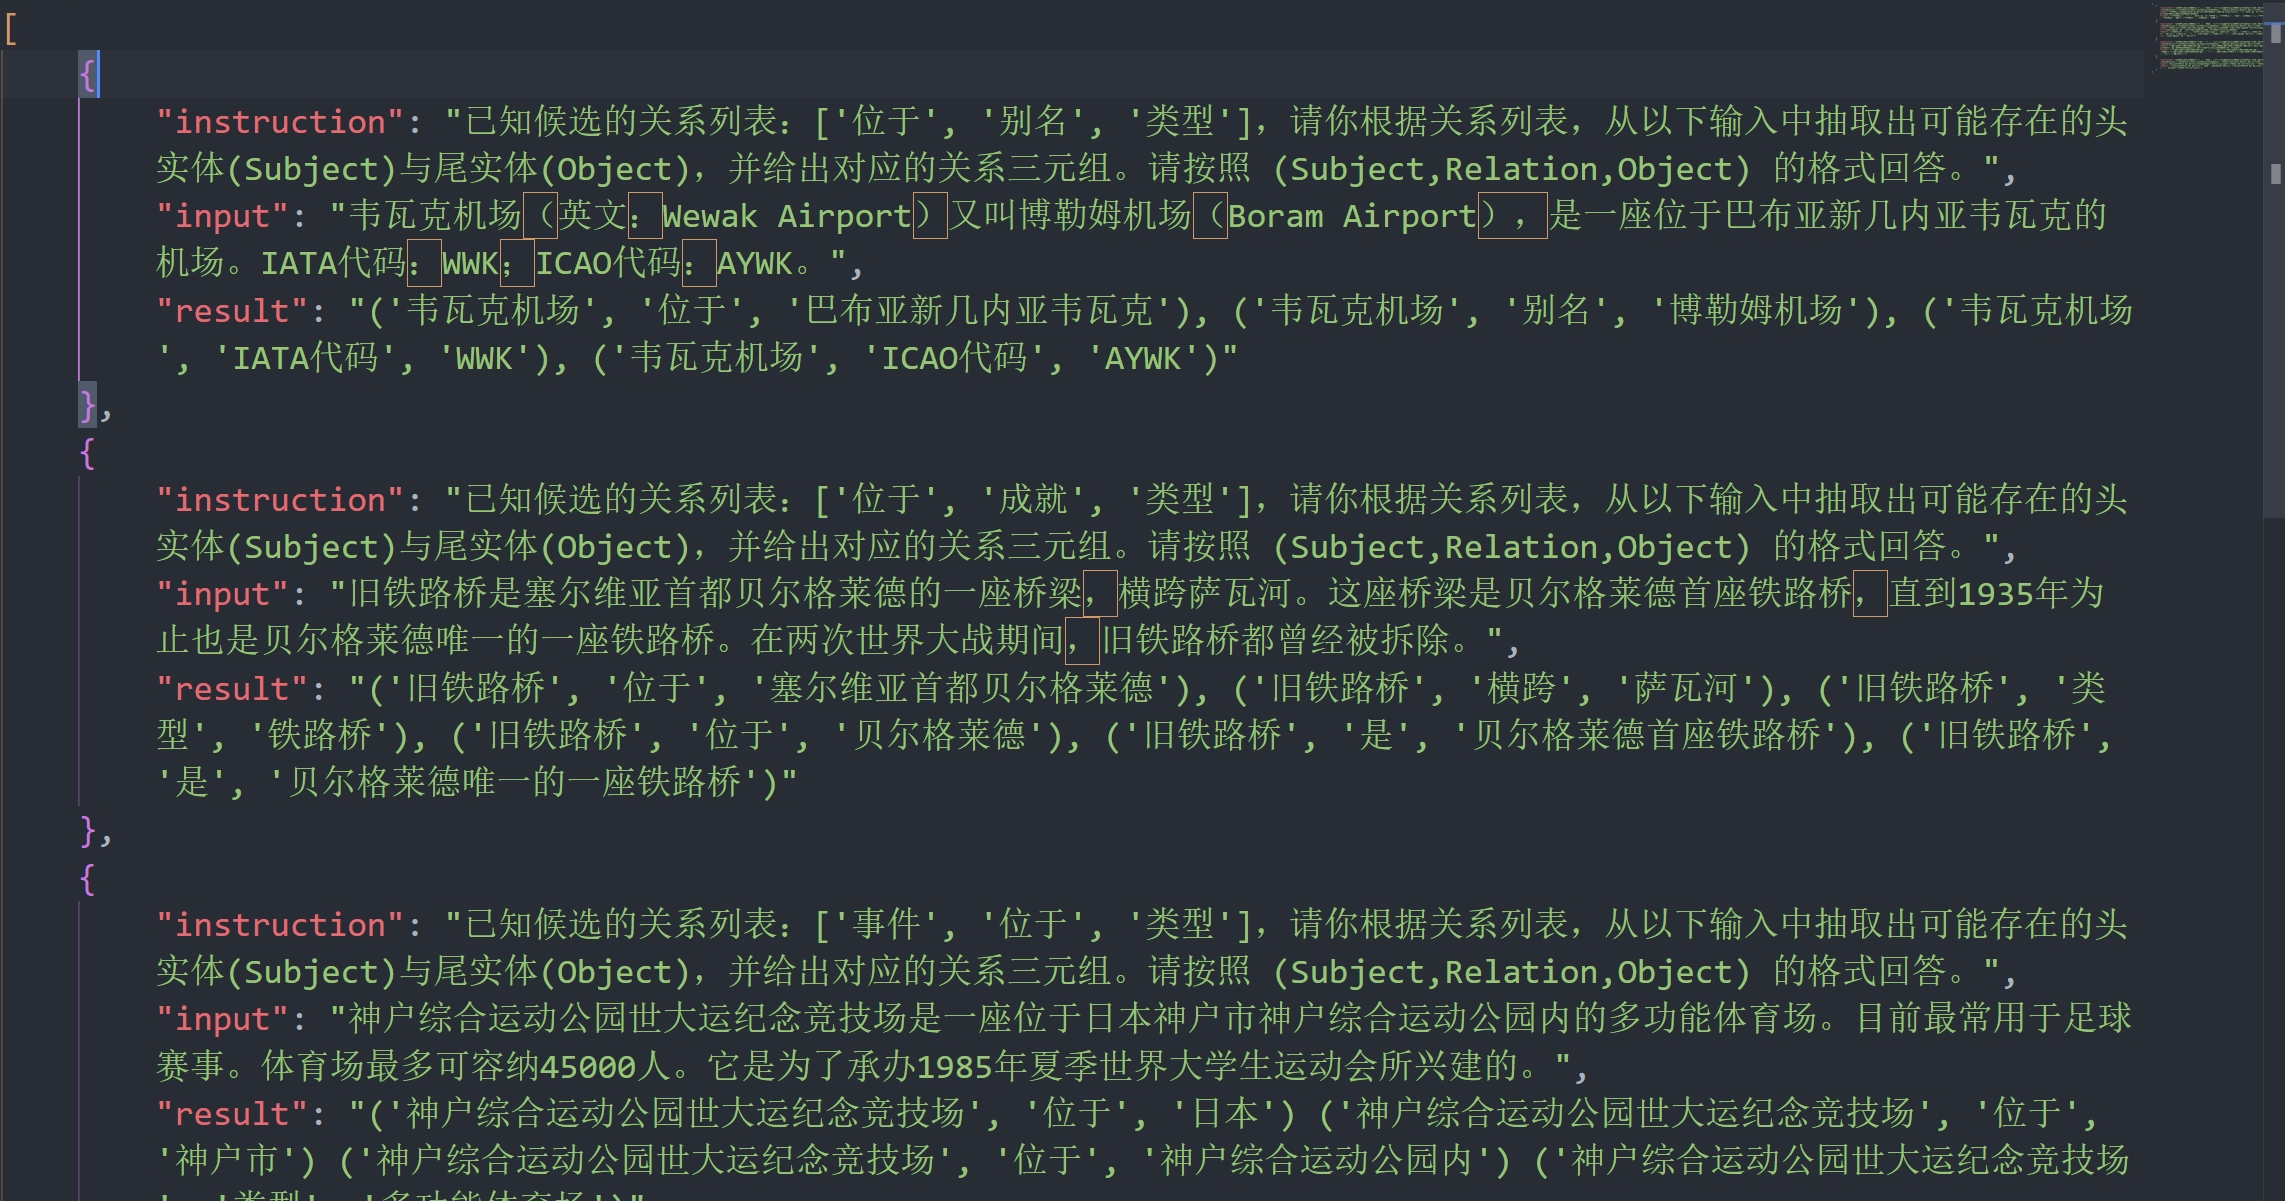 [
{
"instruction": "已知候选的关系列表：['位于', '别名', '类型']，请你根据关系列表，从以下输入中抽取出可能存在的头
实体(Subject)与尾实体(Object)，并给出对应的关系三元组。请按照 (Subject,Relation,Object) 的格式回答。",
"input": "韦瓦克机场（英文：Wewak Airport）又叫博勒姆机场（Boram Airport），是一座位于巴布亚新几内亚韦瓦克的
机场。IATA代码：WWK；ICAO代码：AYWK。",
"result": "('韦瓦克机场', '位于', '巴布亚新几内亚韦瓦克'), ('韦瓦克机场', '别名', '博勒姆机场'), ('韦瓦克机场
', 'IATA代码', 'WWK'), ('韦瓦克机场', 'ICAO代码', 'AYWK')"
},
{
"instruction": "已知候选的关系列表：['位于', '成就', '类型']，请你根据关系列表，从以下输入中抽取出可能存在的头
实体(Subject)与尾实体(Object)，并给出对应的关系三元组。请按照 (Subject,Relation,Object) 的格式回答。",
"input": "旧铁路桥是塞尔维亚首都贝尔格莱德的一座桥梁，横跨萨瓦河。这座桥梁是贝尔格莱德首座铁路桥，直到1935年为
止也是贝尔格莱德唯一的一座铁路桥。在两次世界大战期间，旧铁路桥都曾经被拆除。",
"result": "('旧铁路桥', '位于', '塞尔维亚首都贝尔格莱德'), ('旧铁路桥', '横跨', '萨瓦河'), ('旧铁路桥', '类
型', '铁路桥'), ('旧铁路桥', '位于', '贝尔格莱德'), ('旧铁路桥', '是', '贝尔格莱德首座铁路桥'), ('旧铁路桥',
'是', '贝尔格莱德唯一的一座铁路桥')"
},
{
"instruction": "已知候选的关系列表：['事件', '位于', '类型']，请你根据关系列表，从以下输入中抽取出可能存在的头
实体(Subject)与尾实体(Object)，并给出对应的关系三元组。请按照 (Subject,Relation,Object) 的格式回答。",
"input": "神户综合运动公园世大运纪念竞技场是一座位于日本神户市神户综合运动公园内的多功能体育场。目前最常用于足球
赛事。体育场最多可容纳45000人。它是为了承办1985年夏季世界大学生运动会所兴建的。",
"result": "('神户综合运动公园世大运纪念竞技场', '位于', '日本') ('神户综合运动公园世大运纪念竞技场', '位于',
'神户市') ('神户综合运动公园世大运纪念竞技场', '位于', '神户综合运动公园内') ('神户综合运动公园世大运纪念竞技场
', '类型', '多功能体育场')"